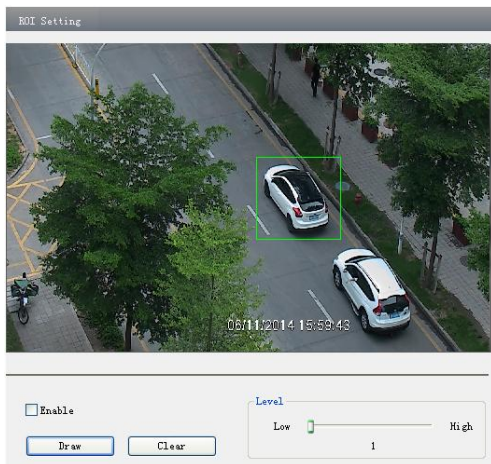 ROI Setting
06/11/2014 15:59:43
Enable
Draw
Clear
Level
Low
High
1